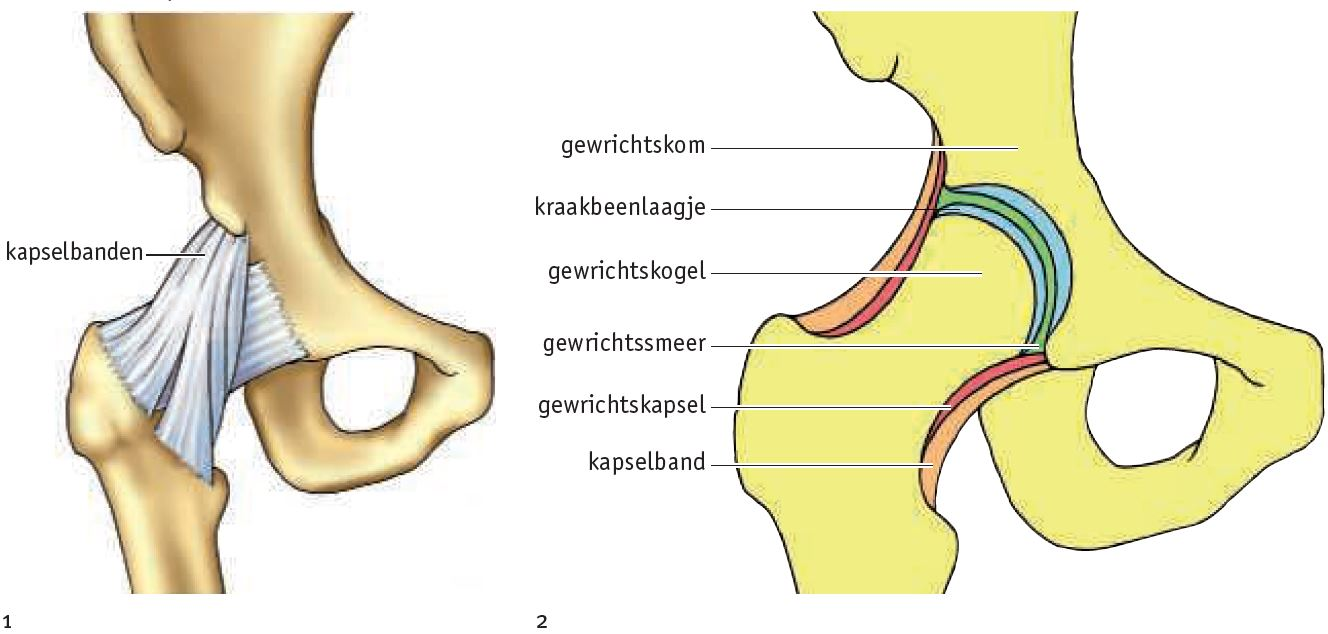 kapselbanden
gewrichtskom
kraakbeenlaagje
gewrichtskogel
gewrichtssmeer
gewrichtskapsel
kapselband
1
2